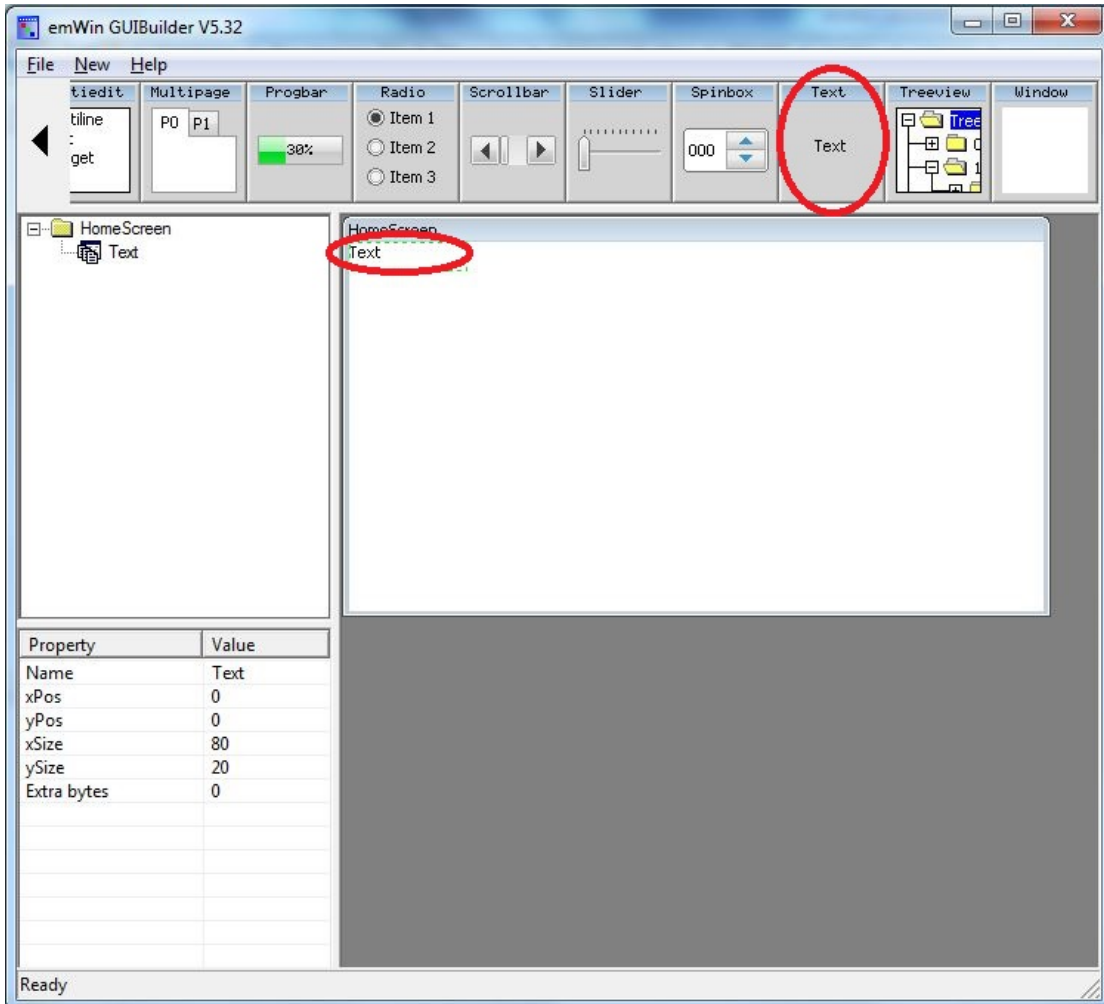 emWin GUIBuilder V5.32
File New Help
tiedit Multipage Progbar Radio Scrollbar Slider Spinbox Text Treeview Window
tiline
get
P0 P1
30%
Item 1
Item 2
Item 3
000
Text
Tree
HomeScreen
Text
HomeScreen
Text
Property Value
Name Text
xPos 0
yPos 0
xSize 80
ySize 20
Extra bytes 0
Ready